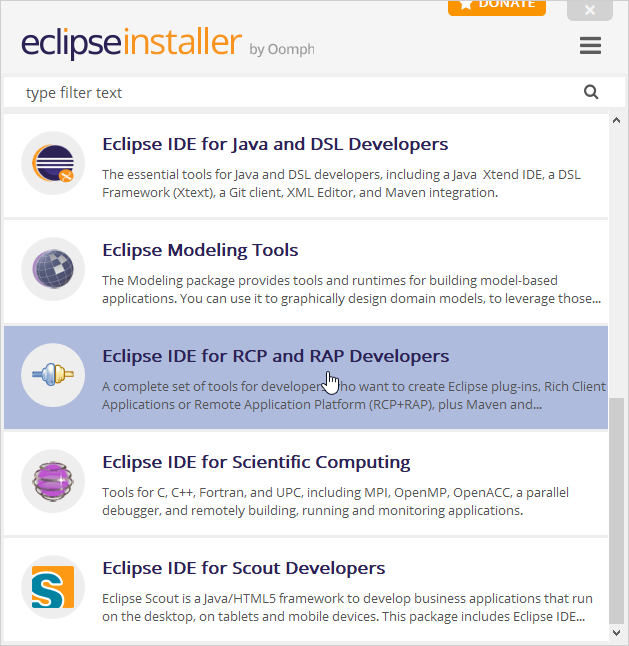 DONATE
eclipseinstaller by Oomph
type filter text
Eclipse IDE for Java and DSL Developers
The essential tools for Java and DSL developers, including a Java Xtend IDE, a DSL
Framework (Xtext), a Git client, XML Editor, and Maven integration.
Eclipse Modeling Tools
The Modeling package provides tools and runtimes for building model-based
applications. You can use it to graphically design domain models, to leverage those...
Eclipse IDE for RCP and RAP Developers
A complete set of tools for developers who want to create Eclipse plug-ins, Rich Client
Applications or Remote Application Platform (RCP+RAP), plus Maven and...
Eclipse IDE for Scientific Computing
Tools for C, C++, Fortran, and UPC, including MPI, OpenMP, OpenACC, a parallel
debugger, and remotely building, running and monitoring applications.
Eclipse IDE for Scout Developers
Eclipse Scout is a Java/HTML5 framework to develop business applications that run
on the desktop, on tablets and mobile devices. This package includes Eclipse IDE...